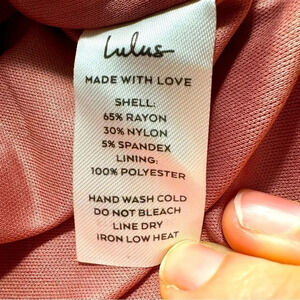 Lulus
MADE WITH LOVE
SHELL:
65% RAYON
30% NYLON
5% SPANDEX
LINING:
100% POLYESTER
HAND WASH COLD
DO NOT BLEACH
LINE DRY
IRON LOW HEAT